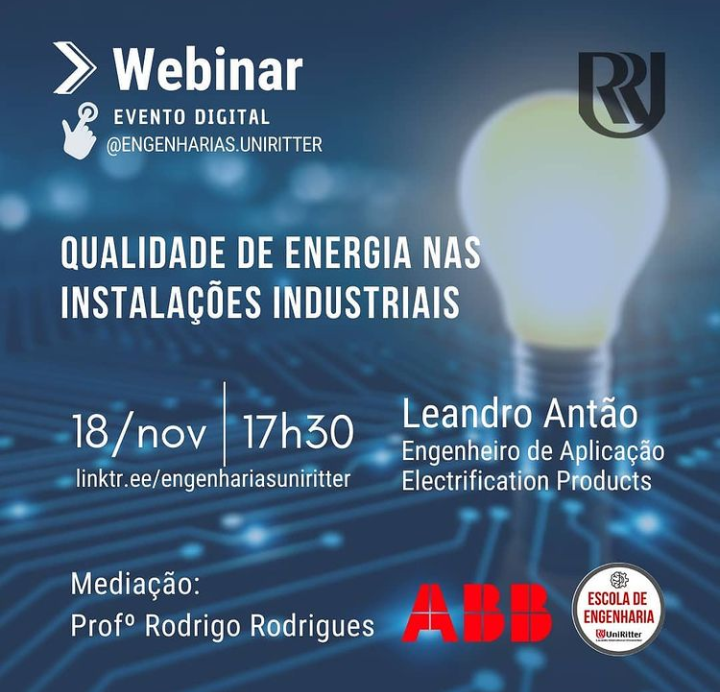 Webinar
EVENTO DIGITAL
@ENGENHARIAS.UNIRITTER
QUALIDADE DE ENERGIA NAS
INSTALAÇÕES INDUSTRIAIS
18/nov 17h30
linktr.ee/engenhariasuniritter
Leandro Antão
Engenheiro de Aplicação
Electrification Products
Mediação:
Profº Rodrigo Rodrigues
ABB
ESCOLA DE
ENGENHARIA
UniRitter